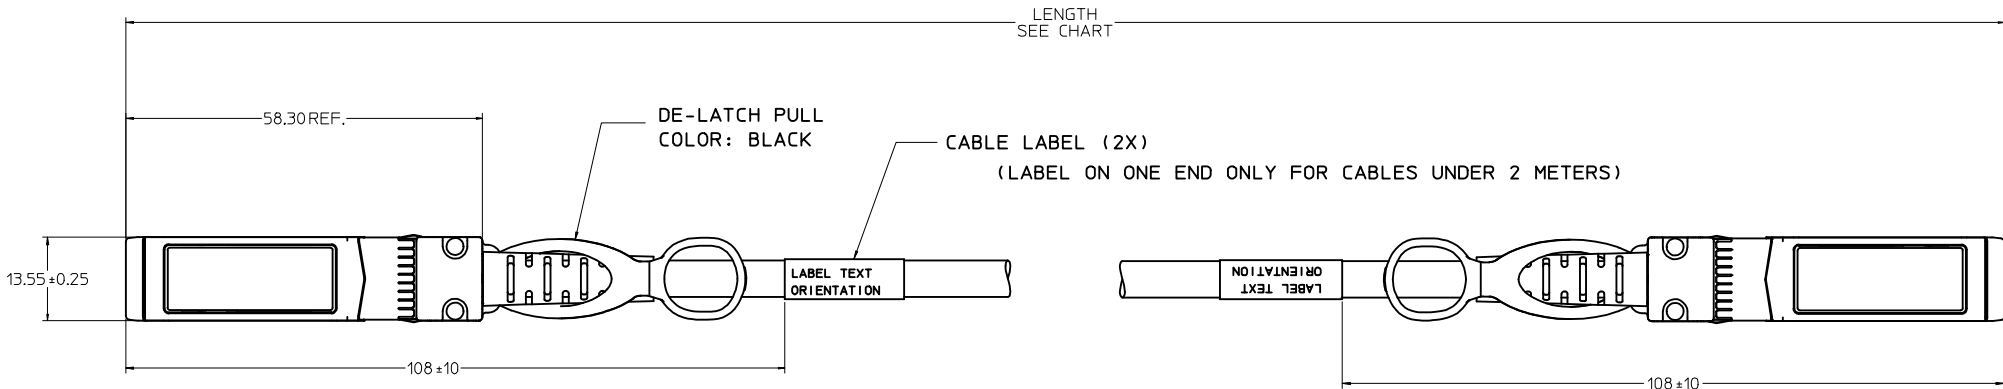 LENGTH
SEE CHART
58.30 REF.
DE-LATCH PULL
COLOR: BLACK
CABLE LABEL (2X)
(LABEL ON ONE END ONLY FOR CABLES UNDER 2 METERS)
13.55±0.25
LABEL TEXT
ORIENTATION
LABEL TEXT
ORIENTATION
108±10
108±10